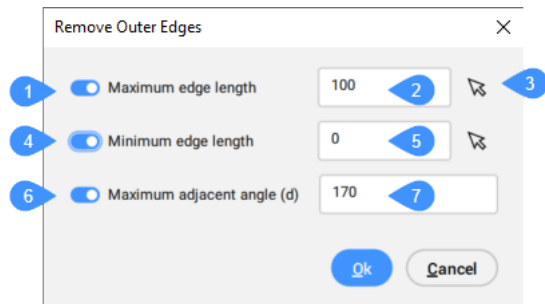 Remove Outer Edges
1 Maximum edge length 100 2 3
4 Minimum edge length 0 5
6 Maximum adjacent angle (d) 170 7
Ok Cancel